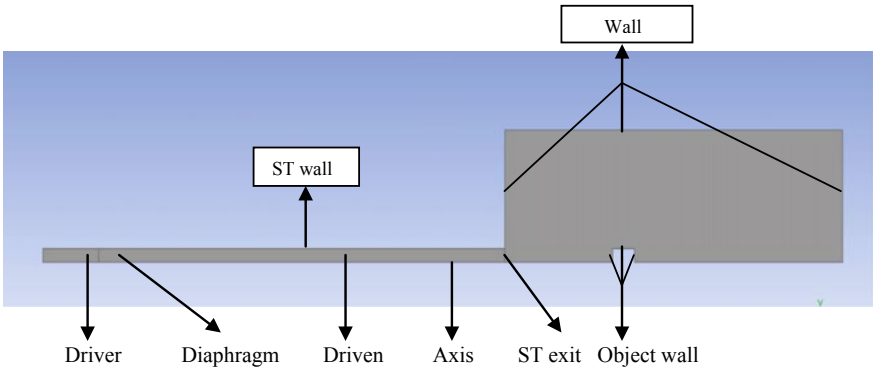 Wall
ST wall
Driver Diaphragm Driven Axis ST exit Object wall
Y